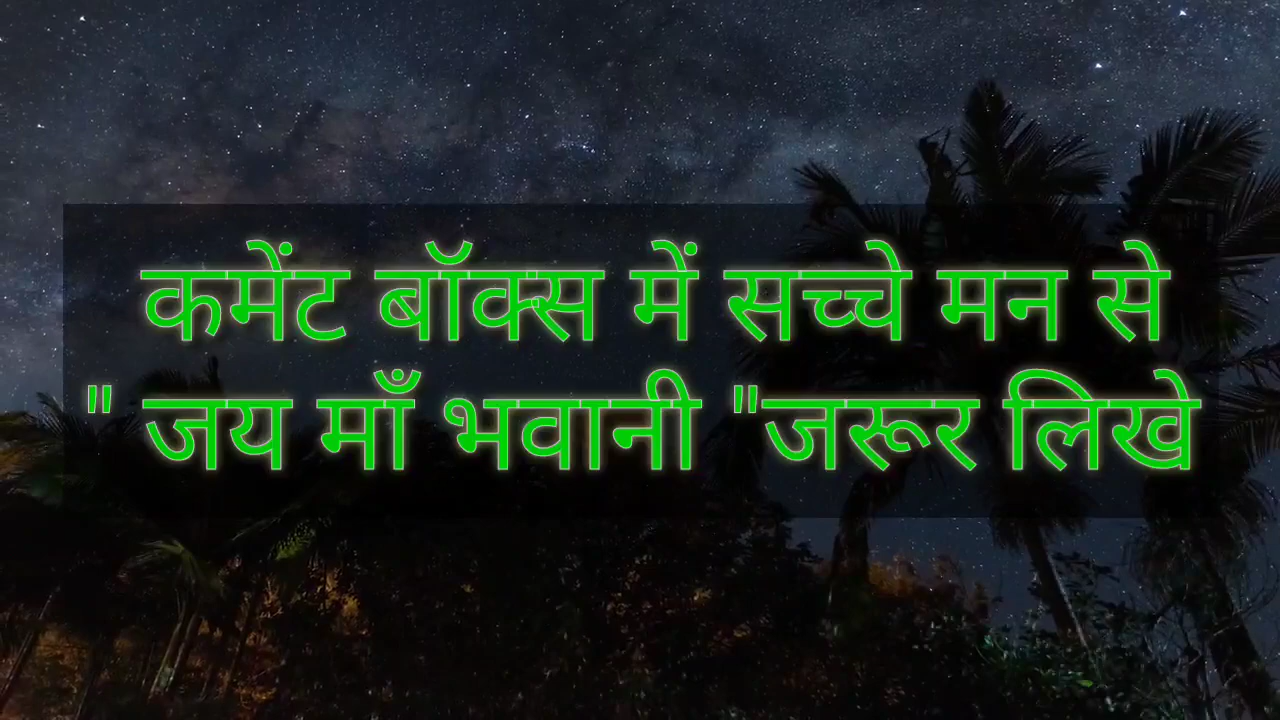 कमेंट बॉक्स में सच्चे मन से
" जय माँ भवानी "जरूर लिखे